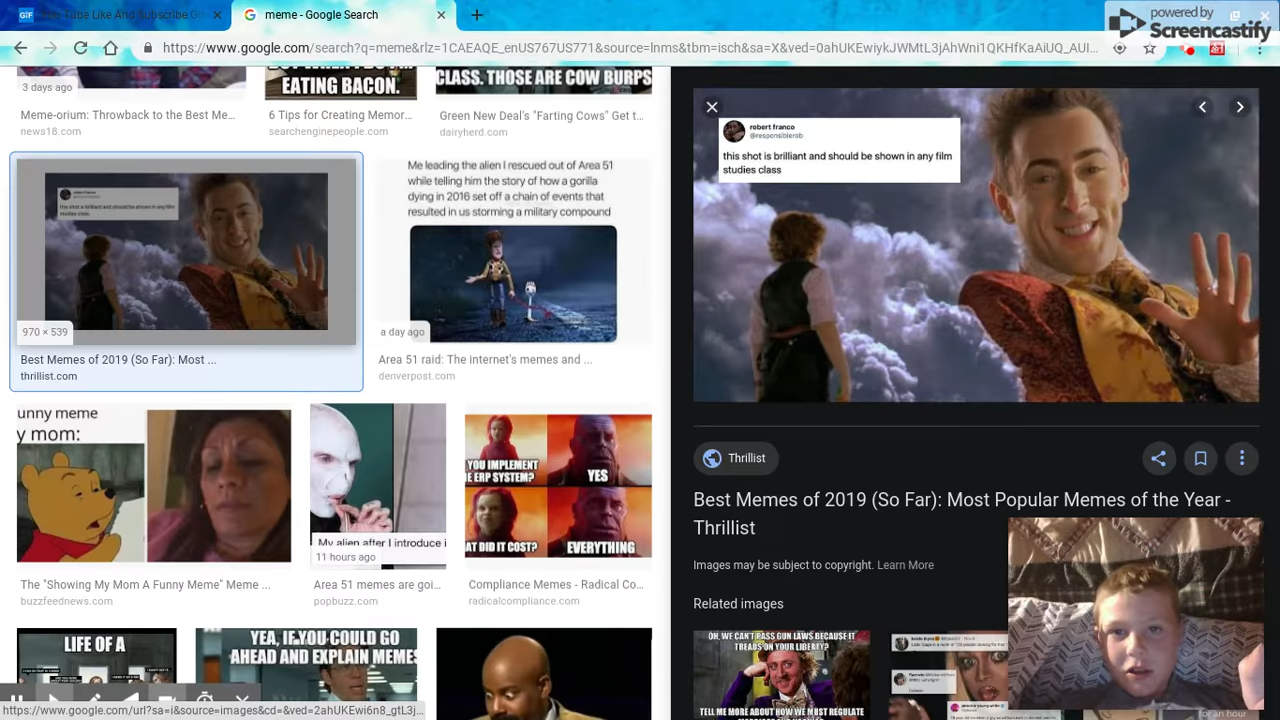 Tube Like And Subscribe Gif
meme - Google Search
powered by
Screencastify
https://www.google.com/search?q=meme&rlz=1CAEAQE_enUS767US771&source=lnms&tbm=isch&sa=X&ved=0ahUKEwiykJWMtL3jAhWni1QKHfKaAiUQ_AUI...
3 days ago
EATING BACON.
CLASS. THOSE ARE COW BURPS
Meme-orium: Throwback to the Best Me...
news18.com
6 Tips for Creating Memor...
searchenginepeople.com
Green New Deal's "Farting Cows" Get t...
dairyherd.com
970 × 539
Best Memes of 2019 (So Far): Most ...
thrillist.com
Me leading the alien I rescued out of Area 51
while telling him the story of how a gorilla
dying in 2016 set off a chain of events that
resulted in us storming a military compound
a day ago
Area 51 raid: The internet's memes and ...
denverpost.com
unny meme
y mom:
The "Showing My Mom A Funny Meme" Meme ...
buzzfeednews.com
My alien after I introduce i
11 hours ago
Area 51 memes are goi...
popbuzz.com
YOU IMPLEMENT
ERP SYSTEM?
YES
AT DID IT COST?
EVERYTHING
Compliance Memes - Radical Co...
radicalcompliance.com
LIFE OF A
YEA, IF YOU COULD GO
AHEAD AND EXPLAIN MEMES
https://www.google.com/url?sa=i&source=images&cd=&ved=2ahUKEwi6n8_gtL3j...
robert franco
@responsiblerob
this shot is brilliant and should be shown in any film
studies class
Thrillist
Best Memes of 2019 (So Far): Most Popular Memes of the Year -
Thrillist
Images may be subject to copyright. Learn More
Related images
OH, WE CAN'T PASS GUN LAWS BECAUSE IT
TREADS ON YOUR LIBERTY?
TELL ME MORE ABOUT HOW WE MUST REGULATE
for an hour